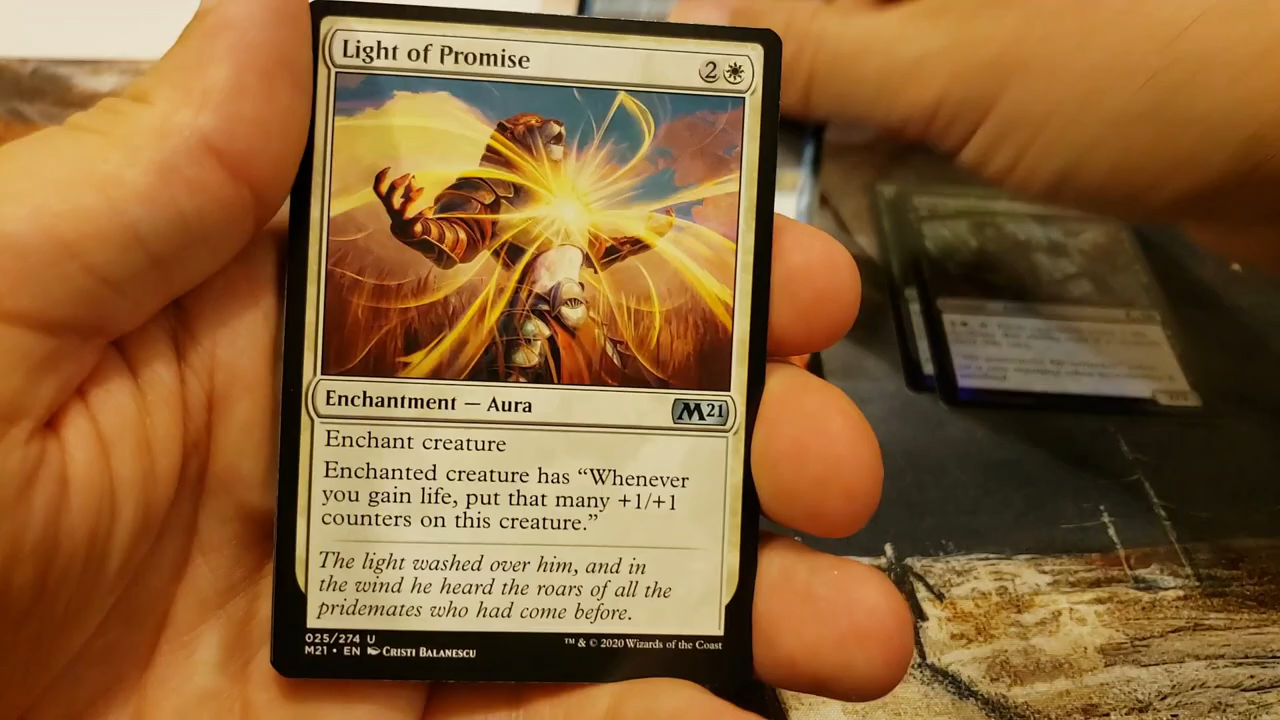 Light of Promise
2
Enchantment — Aura
M21
Enchant creature
Enchanted creature has “Whenever
you gain life, put that many +1/+1
counters on this creature.”
The light washed over him, and in
the wind he heard the roars of all the
pridemates who had come before.
025/274 U
M21 • EN CRISTI BALANESCU
™ & © 2020 Wizards of the Coast